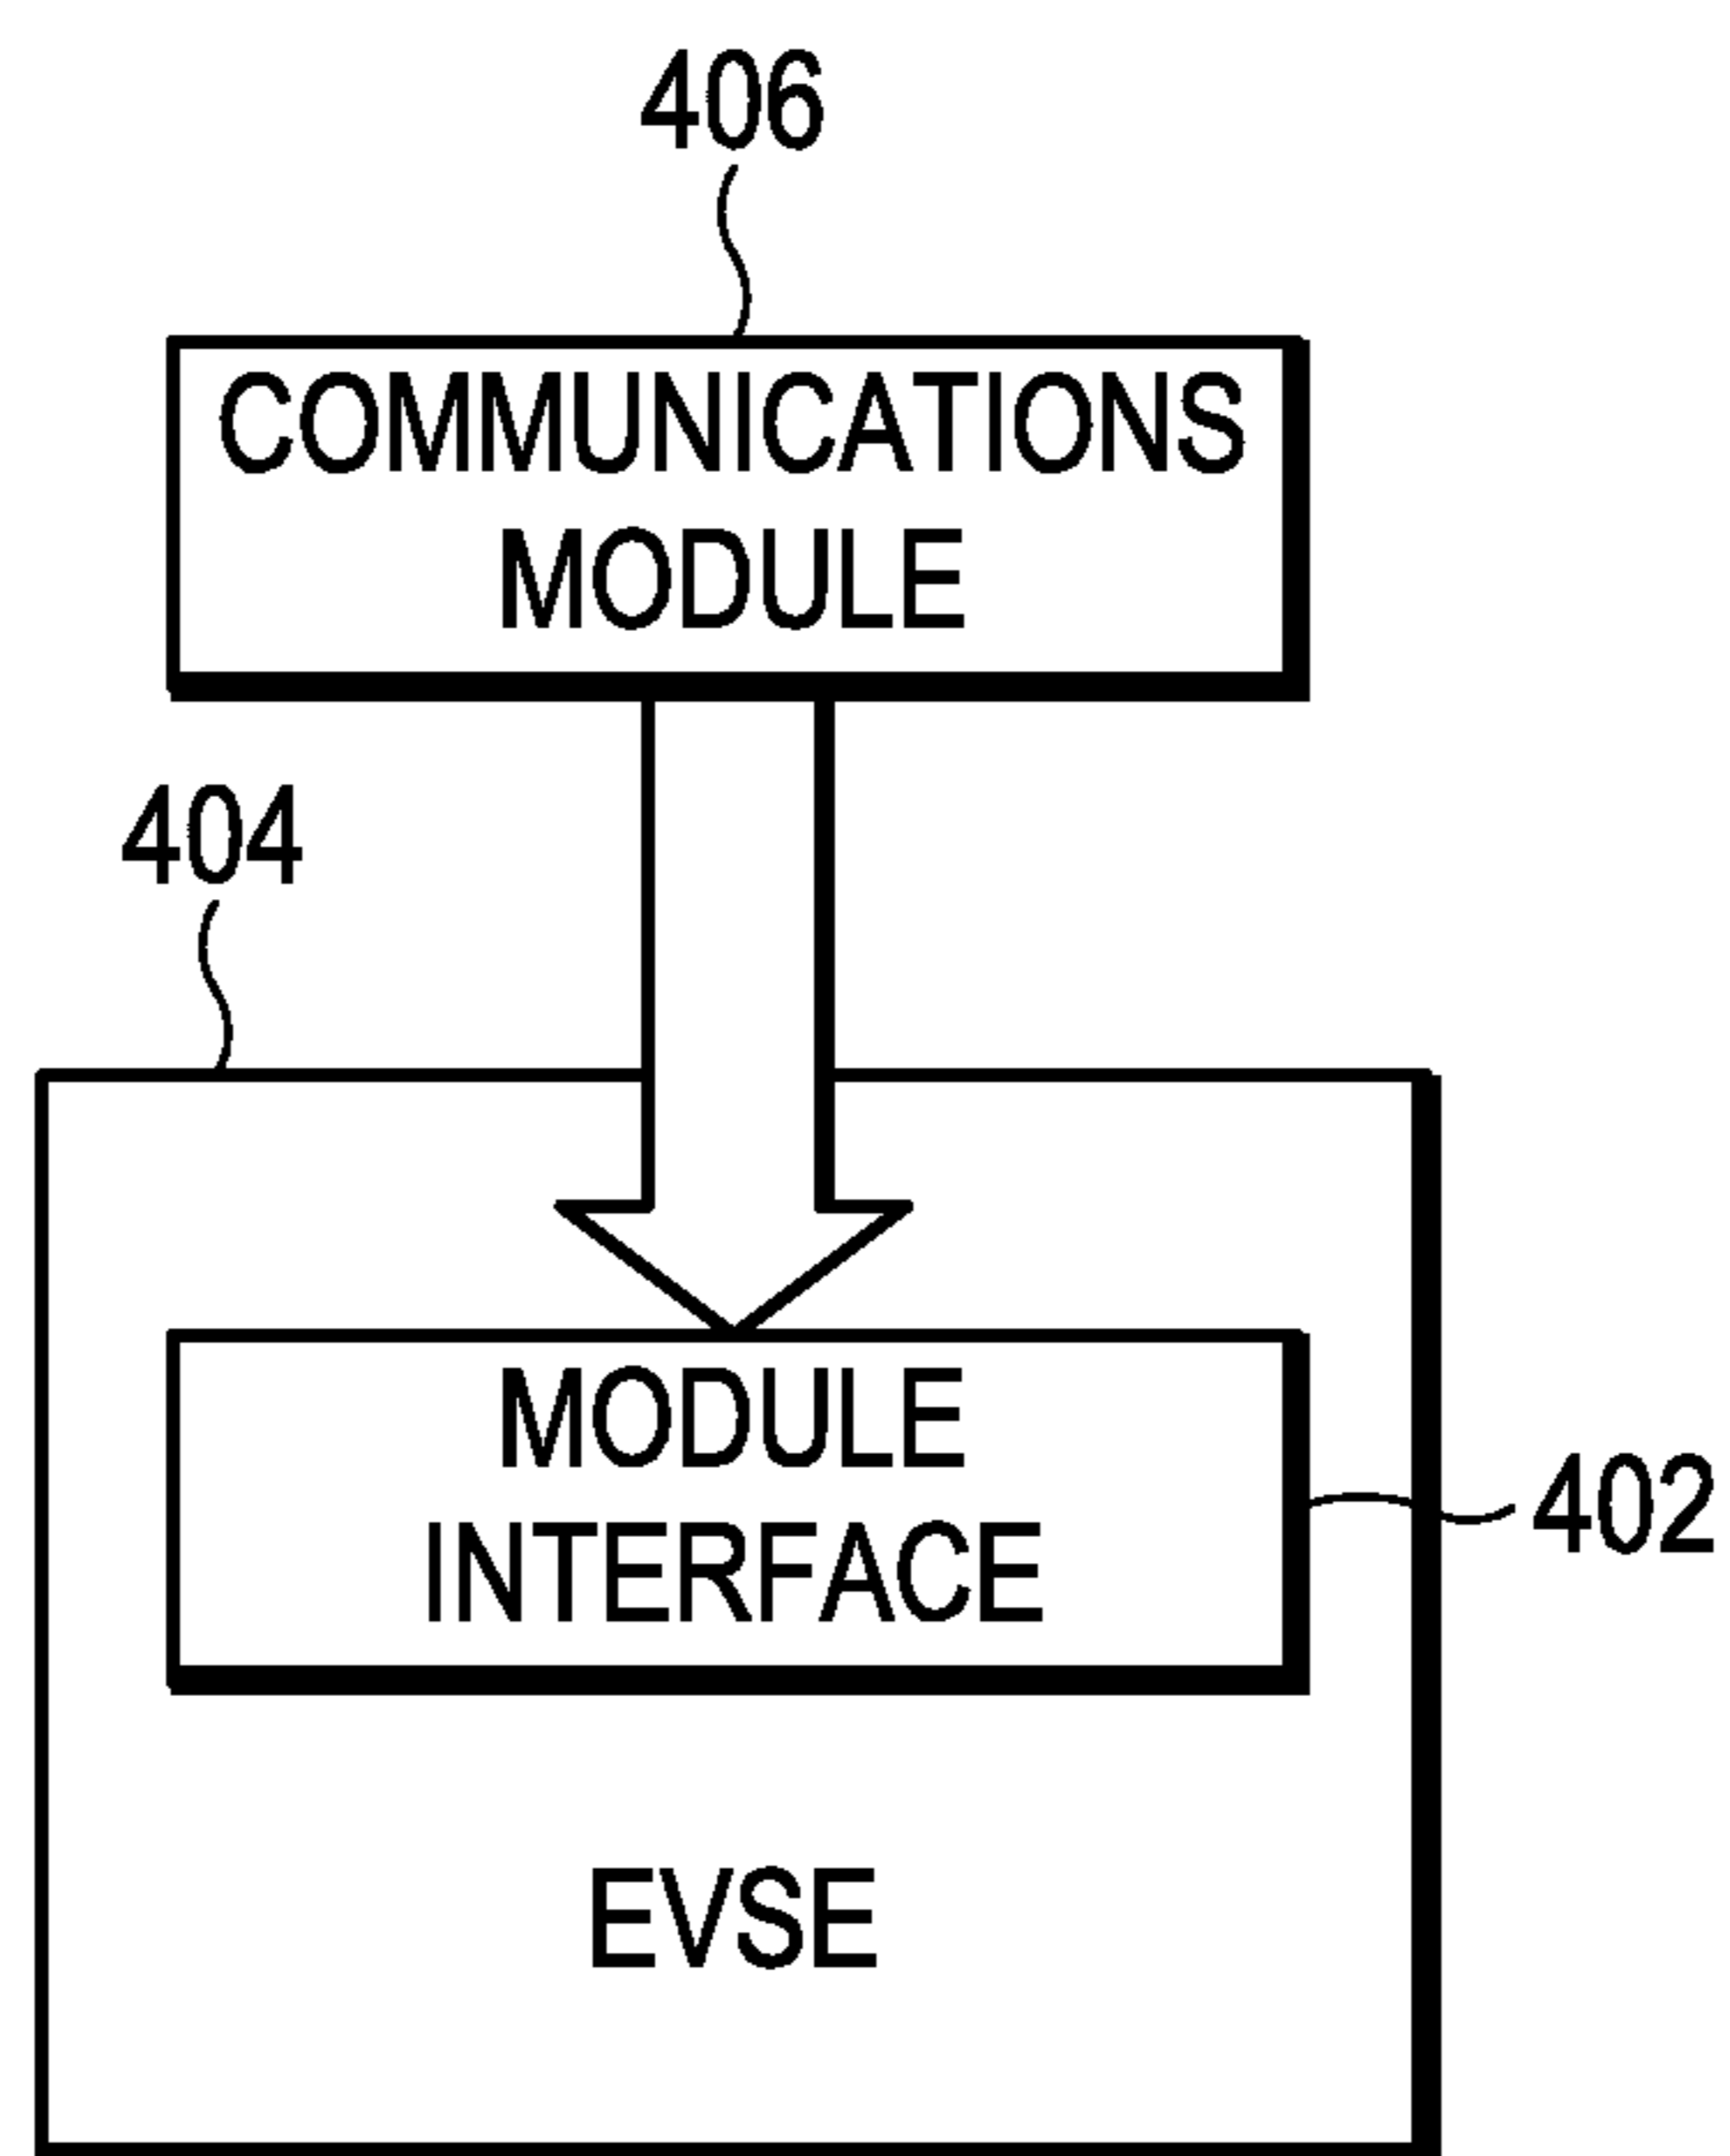 406
COMMUNICATIONS
MODULE
404
MODULE
INTERFACE
402
EVSE